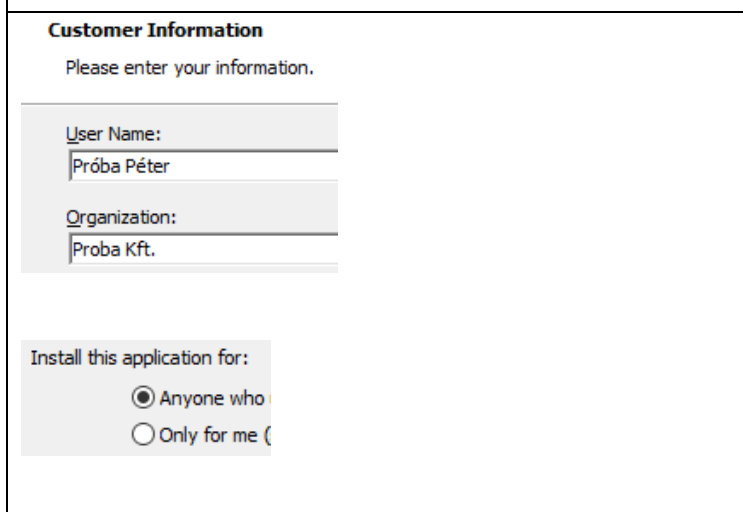 Customer Information
Please enter your information.
User Name:
Próba Péter
Organization:
Proba Kft.
Install this application for:
Anyone who
Only for me (